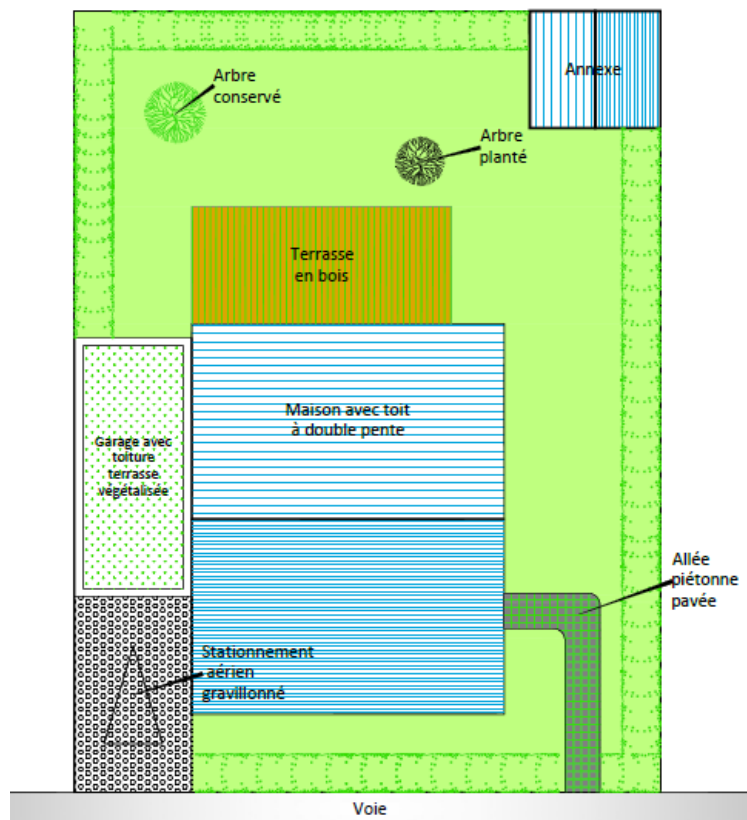 Annexe
Arbre
conservé
Arbre
planté
Terrasse
en bois
Maison avec toit
à double pente
Garage avec
toiture
terrasse
végétalisée
Allée
piétonne
pavée
Stationnement
aérien
gravillonné
Voie